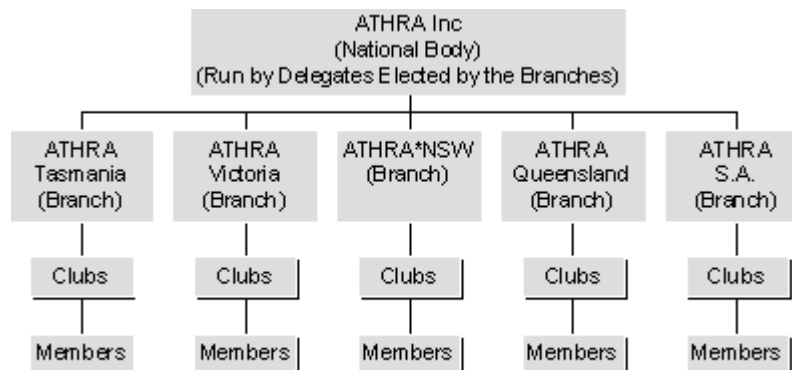 ATHRA Inc
(National Body)
(Run by Delegates Elected by the Branches)
ATHRA
Tasmania
(Branch)
ATHRA
Victoria
(Branch)
ATHRA*NSW
(Branch)
ATHRA
Queensland
(Branch)
ATHRA
S.A.
(Branch)
Clubs
Clubs
Clubs
Clubs
Clubs
Members
Members
Members
Members
Members